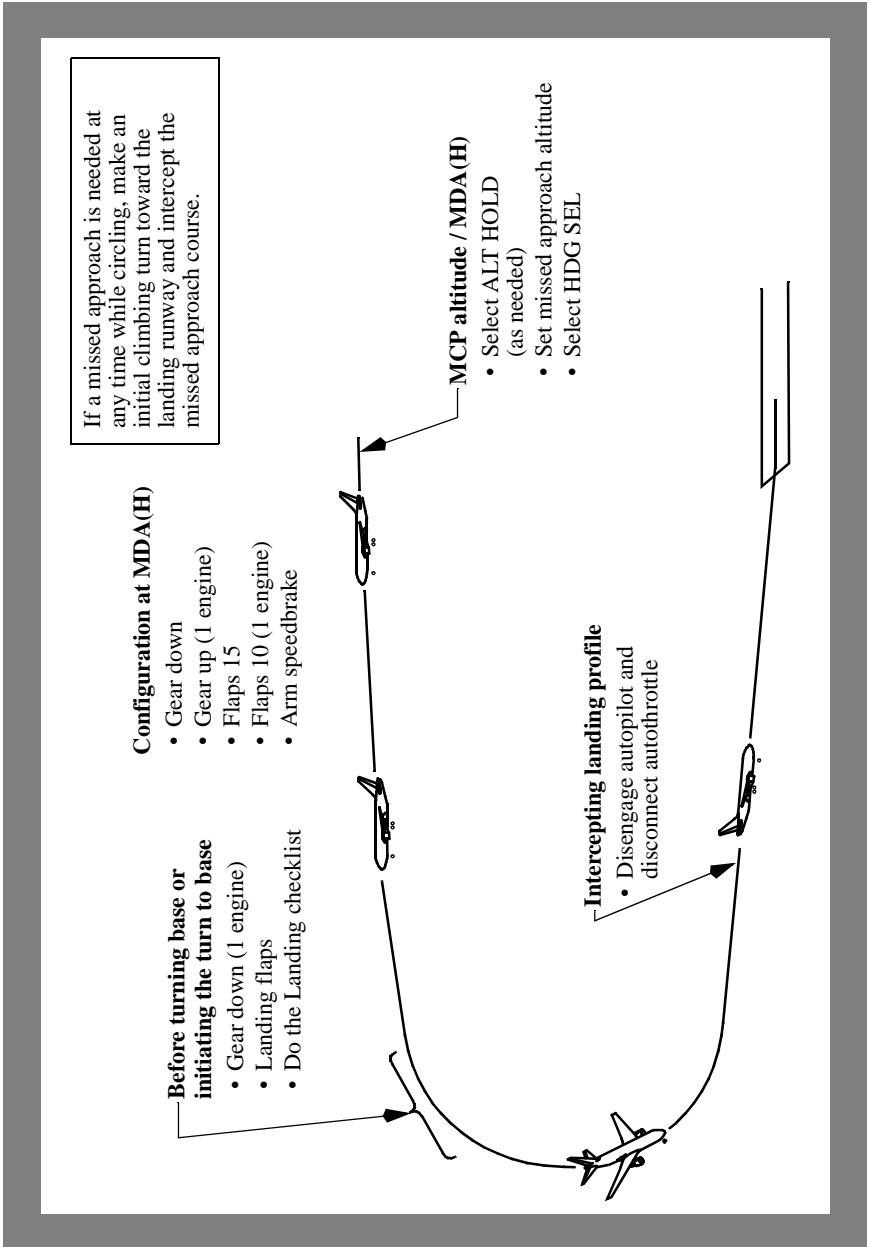 If a missed approach is needed at
any time while circling, make an
initial climbing turn toward the
landing runway and intercept the
missed approach course.
MCP altitude / MDA(H)
• Select ALT HOLD
(as needed)
• Set missed approach altitude
• Select HDG SEL
Configuration at MDA(H)
• Gear down
• Gear up (1 engine)
• Flaps 15
• Flaps 10 (1 engine)
• Arm speedbrake
Before turning base or
initiating the turn to base
• Gear down (1 engine)
• Landing flaps
• Do the Landing checklist
Intercepting landing profile
• Disengage autopilot and
disconnect autothrottle